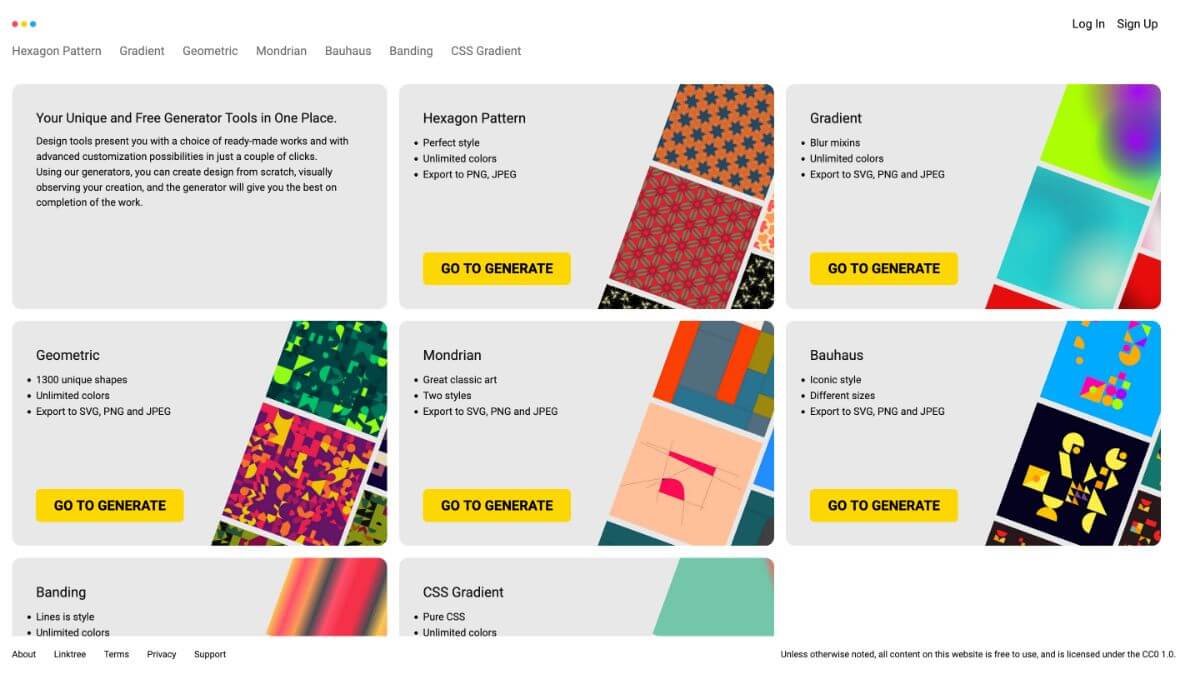 Log In Sign Up
Hexagon Pattern Gradient Geometric Mondrian Bauhaus Banding CSS Gradient
Your Unique and Free Generator Tools in One Place.
Design tools present you with a choice of ready-made works and with
advanced customization possibilities in just a couple of clicks.
Using our generators, you can create design from scratch, visually
observing your creation, and the generator will give you the best on
completion of the work.
Hexagon Pattern
• Perfect style
• Unlimited colors
• Export to PNG, JPEG
GO TO GENERATE
Gradient
• Blur mixins
• Unlimited colors
• Export to SVG, PNG and JPEG
GO TO GENERATE
Geometric
• 1300 unique shapes
• Unlimited colors
• Export to SVG, PNG and JPEG
GO TO GENERATE
Mondrian
• Great classic art
• Two styles
• Export to SVG, PNG and JPEG
GO TO GENERATE
Bauhaus
• Iconic style
• Different sizes
• Export to SVG, PNG and JPEG
GO TO GENERATE
Banding
• Lines is style
• Unlimited colors
CSS Gradient
• Pure CSS
• Unlimited colors
About Linktree Terms Privacy Support
Unless otherwise noted, all content on this website is free to use, and is licensed under the CC0 1.0.